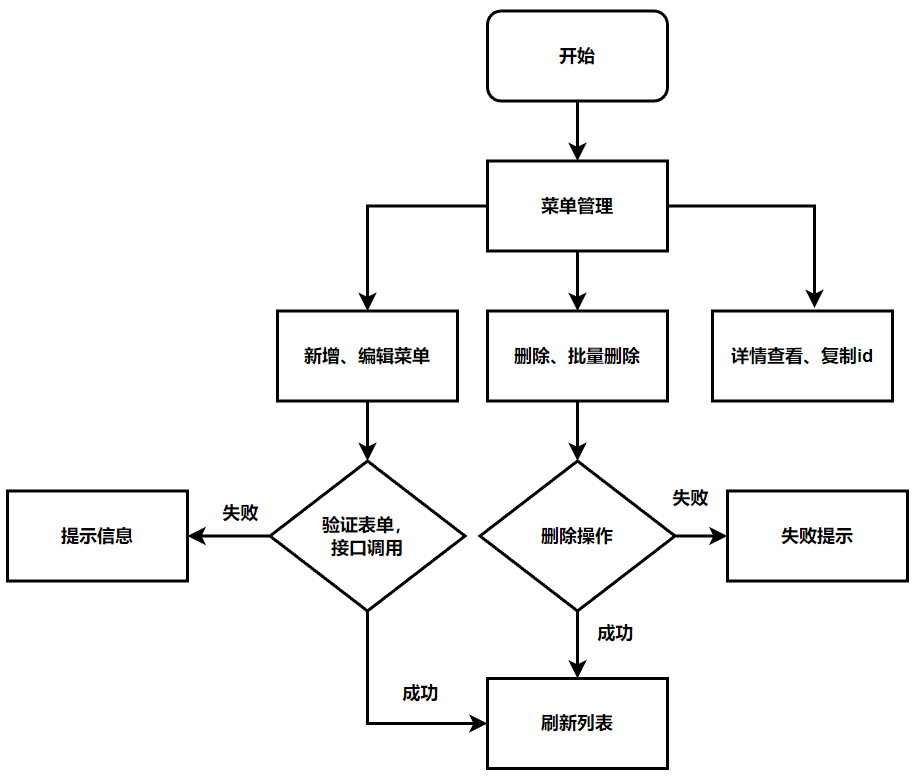 开始
菜单管理
新增、编辑菜单
删除、批量删除
详情查看、复制id
失败
失败
提示信息
验证表单，
接口调用
删除操作
失败提示
成功
成功
刷新列表